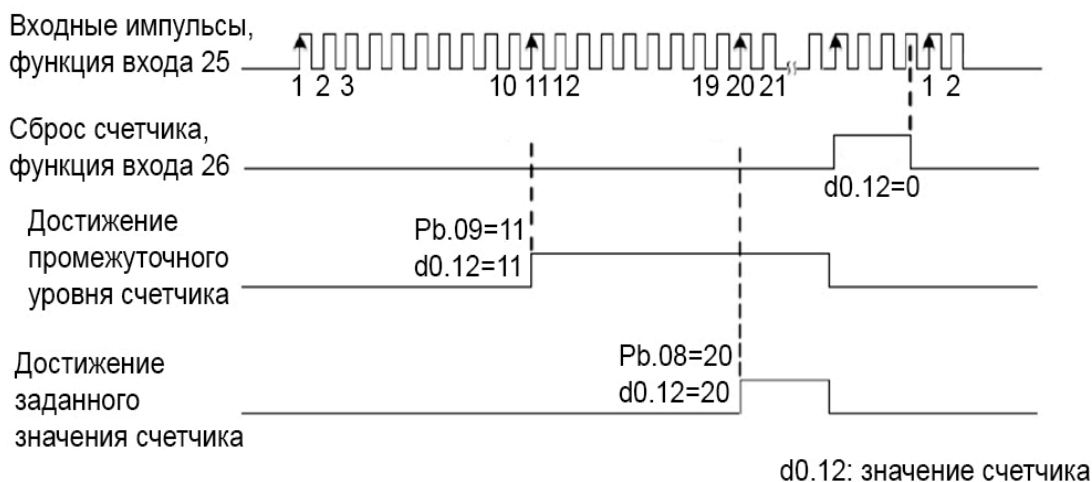 Входные импульсы,
функция входа 25
1 2 3 10 11 12 19 20 21 1 2
Сброс счетчика,
функция входа 26
d0.12=0
Достижение
промежуточного
уровня счетчика
Pb.09=11
d0.12=11
Достижение
заданного
значения счетчика
Pb.08=20
d0.12=20
d0.12: значение счетчика